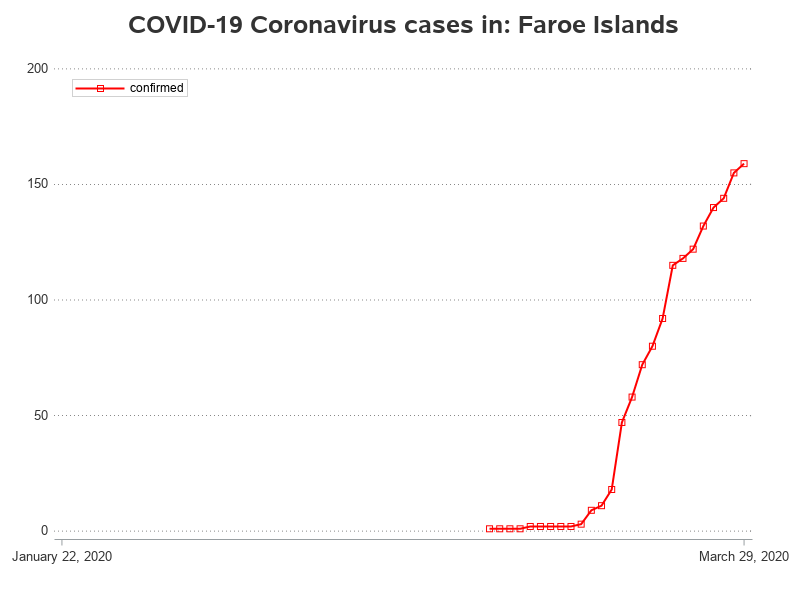 COVID-19 Coronavirus cases in: Faroe Islands
200
confirmed
150
100
50
0
January 22, 2020
March 29, 2020